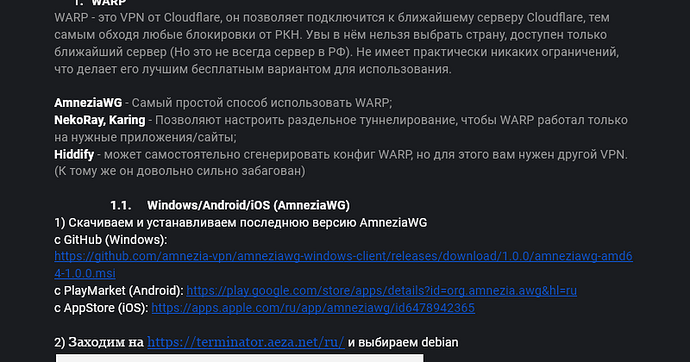 1. WARP
WARP - это VPN от Cloudflare, он позволяет подключится к ближайшему серверу Cloudflare, тем
самым обходя любые блокировки от РКН. Увы в нём нельзя выбрать страну, доступен только
ближайший сервер (Но это не всегда сервер в РФ). Не имеет практически никаких ограничений,
что делает его лучшим бесплатным вариантом для использования.
AmneziaWG - Самый простой способ использовать WARP;
NekoRay, Karing - Позволяют настроить раздельное туннелирование, чтобы WARP работал только
на нужные приложения/сайты;
Hiddify - может самостоятельно сгенерировать конфиг WARP, но для этого вам нужен другой VPN.
(К тому же он довольно сильно забагован)
1.1. Windows/Android/iOS (AmneziaWG)
1) Скачиваем и устанавливаем последнюю версию AmneziaWG
с GitHub (Windows):
https://github.com/amnezia-vpn/amneziawg-windows-client/releases/download/1.0.0/amneziawg-amd6
4-1.0.0.msi
с PlayMarket (Android): https://play.google.com/store/apps/details?id=org.amnezia.awg&hl=ru
с AppStore (iOS): https://apps.apple.com/ru/app/amneziawg/id6478942365
2) Заходим на https://terminator.aeza.net/ru/ и выбираем debian